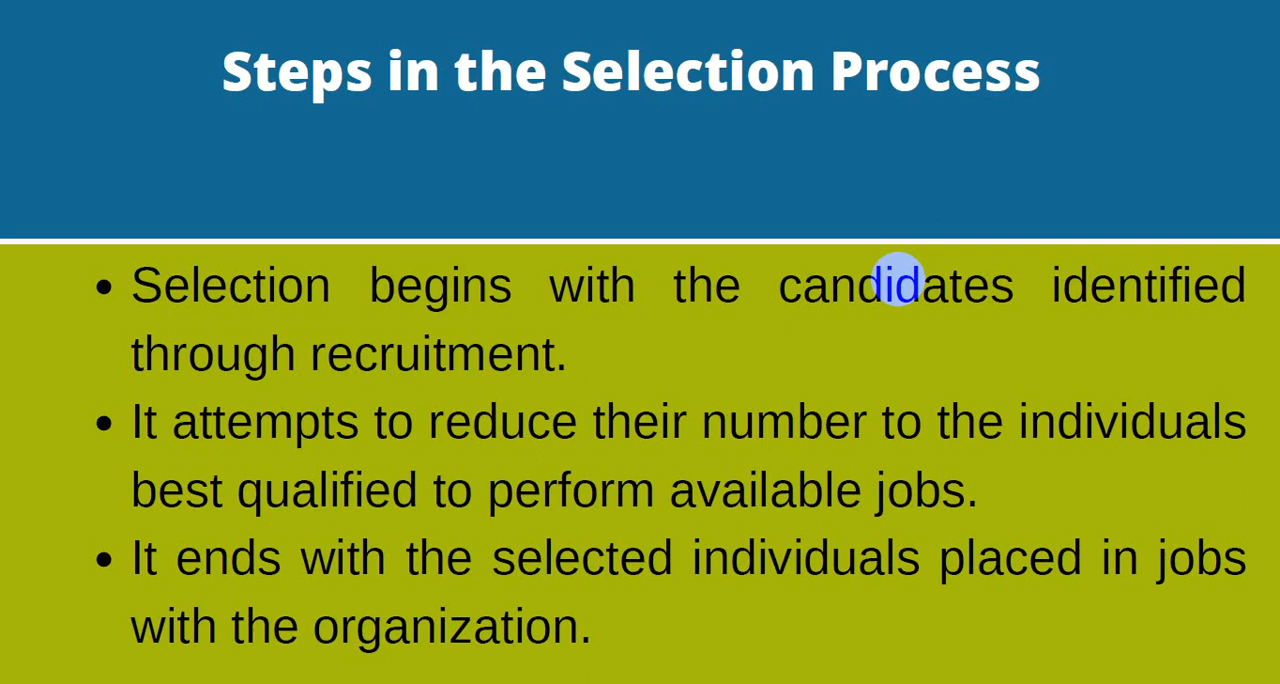 Steps in the Selection Process
• Selection begins with the candidates identified
through recruitment.
• It attempts to reduce their number to the individuals
best qualified to perform available jobs.
• It ends with the selected individuals placed in jobs
with the organization.